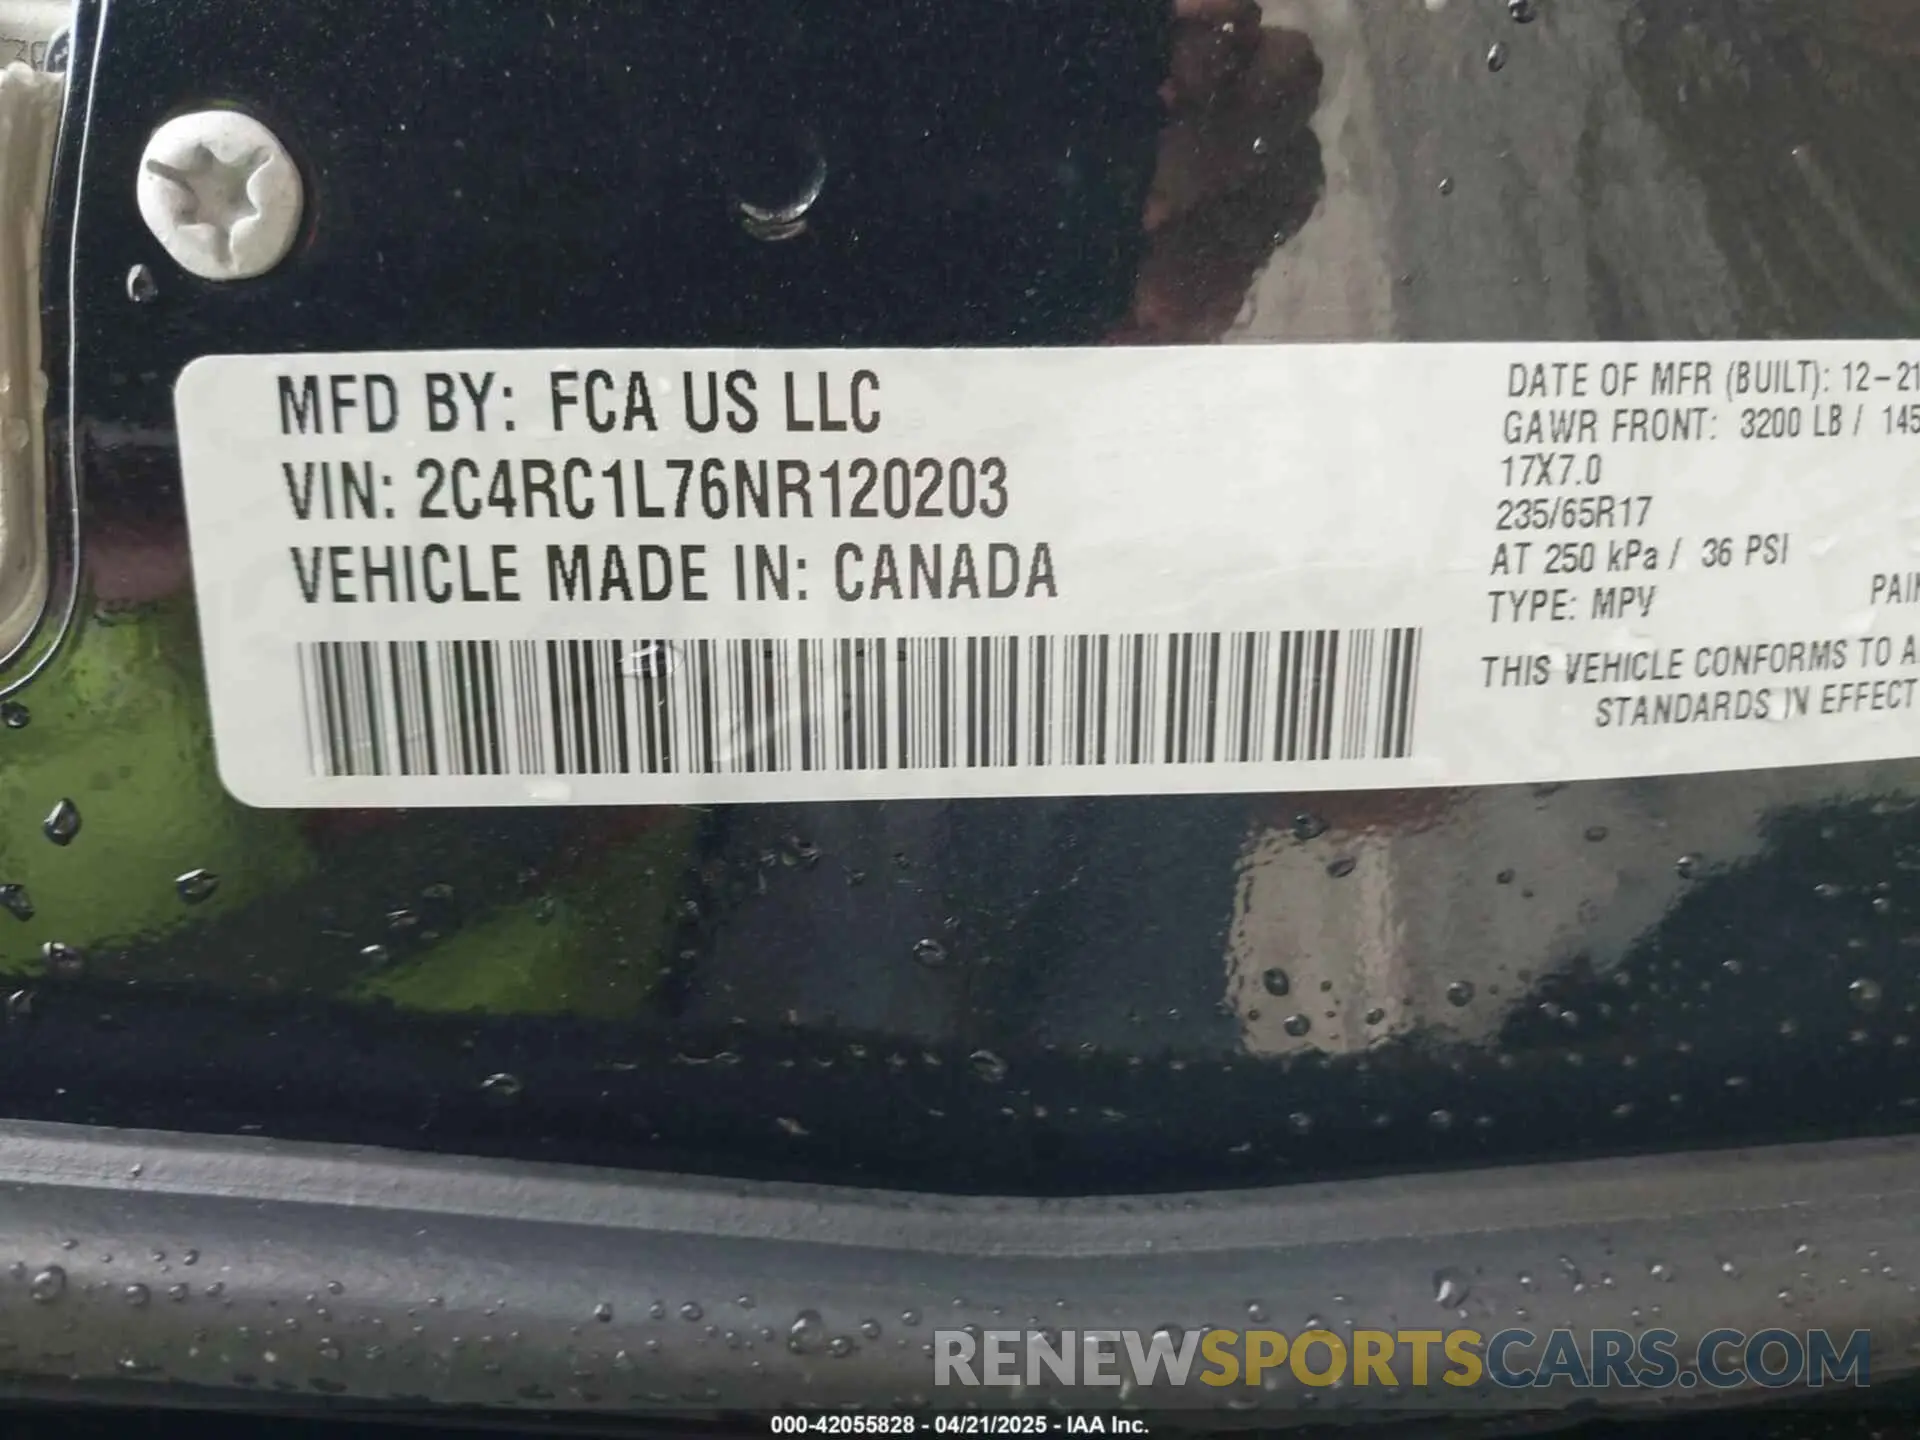 MFD BY: FCA US LLC
VIN: 2C4RC1L76NR120203
VEHICLE MADE IN: CANADA
DATE OF MFR (BUILT): 12-21
GAWR FRONT: 3200 LB / 145
17X7.0
235/65R17
AT 250 kPa / 36 PSI
TYPE: MPV
PAIN
THIS VEHICLE CONFORMS TO A
STANDARDS IN EFFECT
RENEWSPORTSCARS.COM
000-42055828 - 04/21/2025 - IAA Inc.